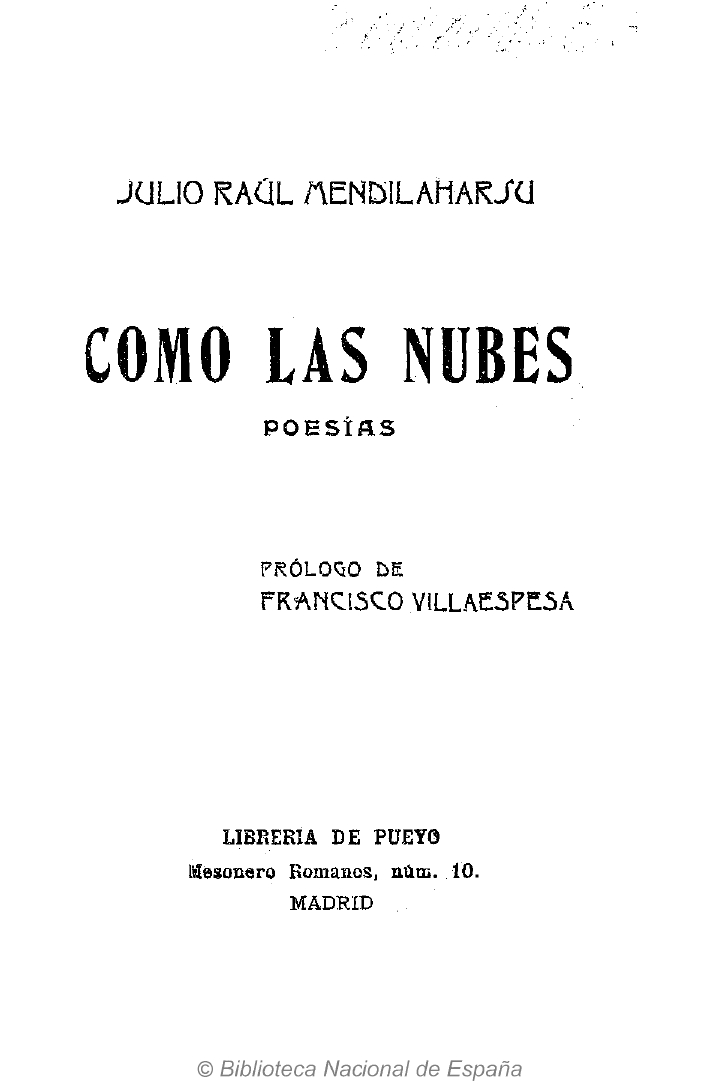 JULIO RAÚL MENDILAHARSU
COMO LAS NUBES
POESÍAS
PRÓLOGO DE
FRANCISCO VILLAESPESA
LIBRERIA DE PUEYO
Mesonero Romanos, núm. 10.
MADRID
© Biblioteca Nacional de España